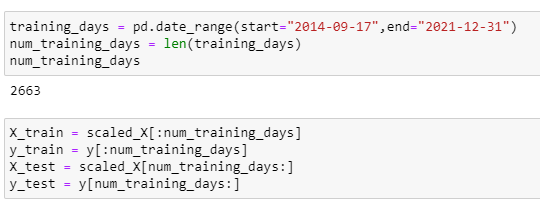 training_days = pd.date_range(start="2014-09-17",end="2021-12-31")
num_training_days = len(training_days)
num_training_days
2663
X_train = scaled_X[:num_training_days]
y_train = y[:num_training_days]
X_test = scaled_X[num_training_days:]
y_test = y[num_training_days:]